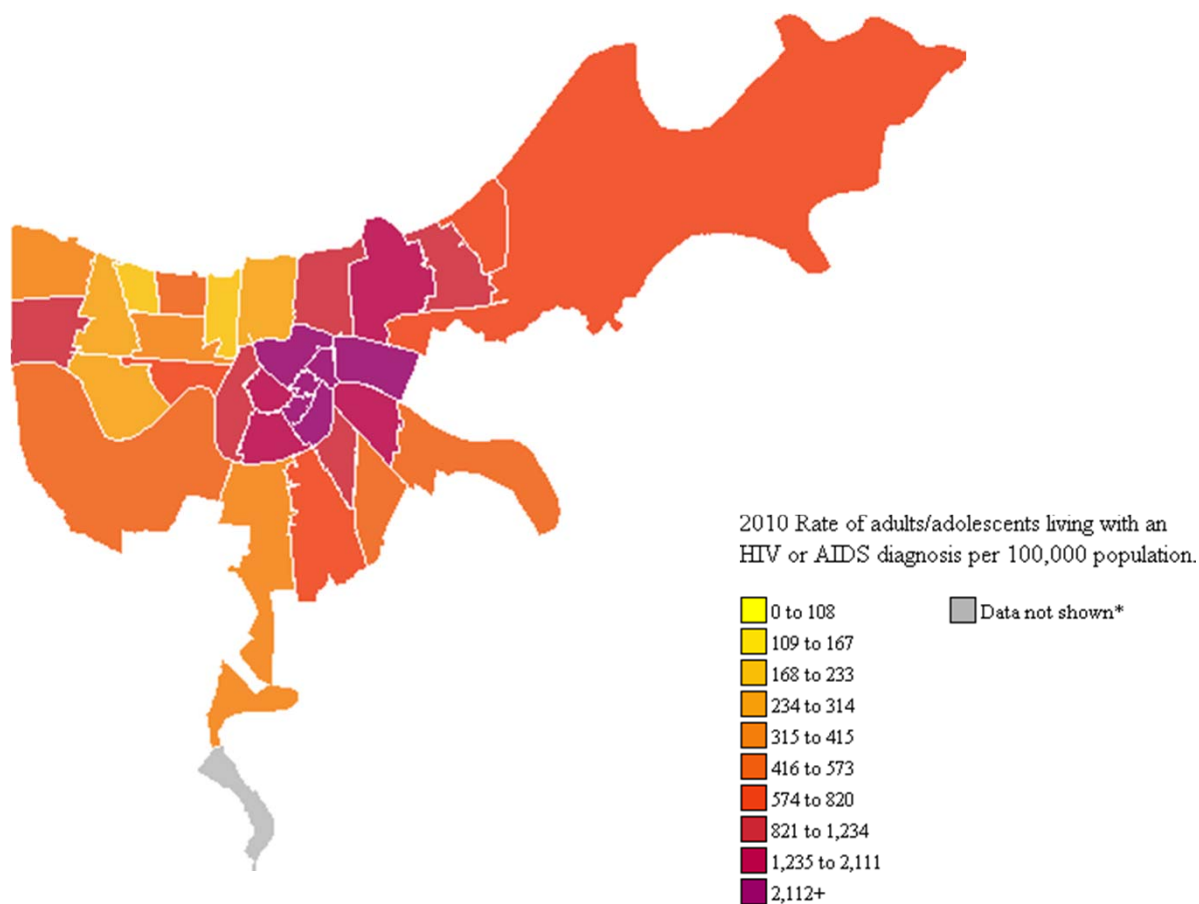 2010 Rate of adults/adolescents living with an
HIV or AIDS diagnosis per 100,000 population.
0 to 108
109 to 167
168 to 233
234 to 314
315 to 415
416 to 573
574 to 820
821 to 1,234
1,235 to 2,111
2,112+
Data not shown*